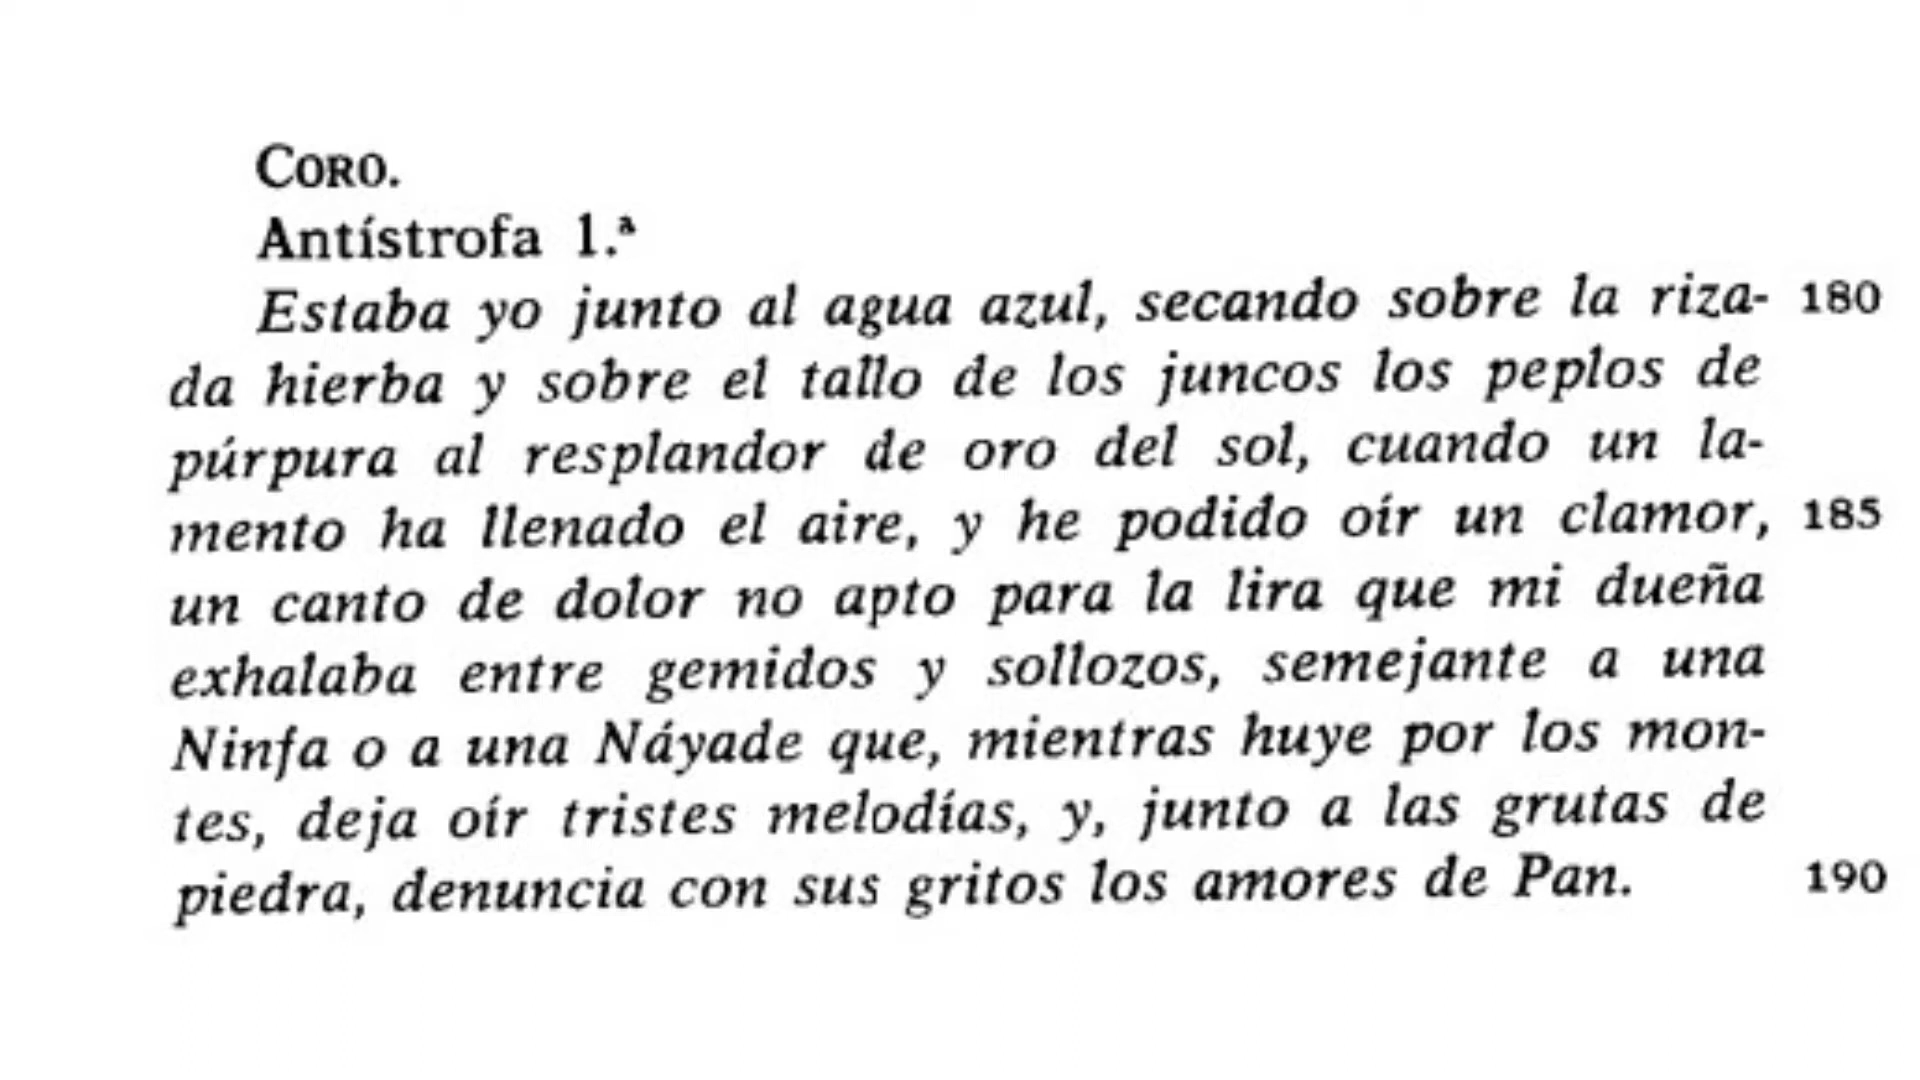 CORO.
Antístrofa 1.ª
Estaba yo junto al agua azul, secando sobre la riza- 180
da hierba y sobre el tallo de los juncos los peplos de
púrpura al resplandor de oro del sol, cuando un la-
mento ha llenado el aire, y he podido oír un clamor, 185
un canto de dolor no apto para la lira que mi dueña
exhalaba entre gemidos y sollozos, semejante a una
Ninfa o a una Náyade que, mientras huye por los mon-
tes, deja oír tristes melodías, y, junto a las grutas de
piedra, denuncia con sus gritos los amores de Pan. 190